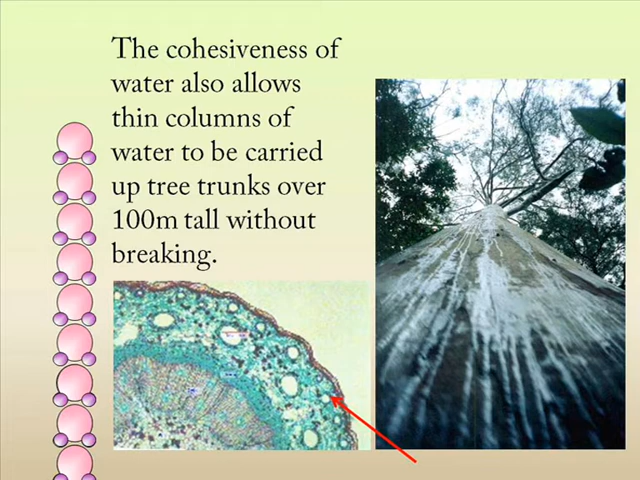 The cohesiveness of
water also allows
thin columns of
water to be carried
up tree trunks over
100m tall without
breaking.